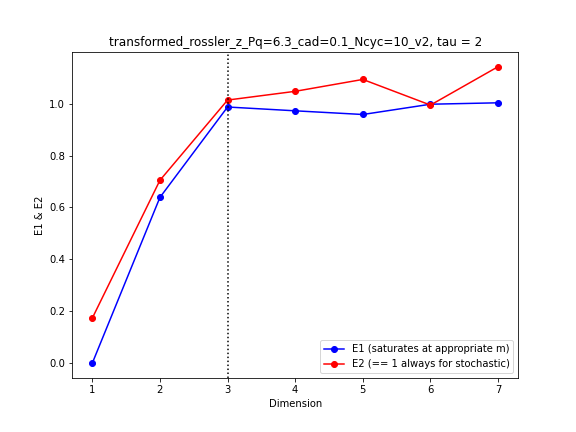 transformed_rossler_z_Pq=6.3_cad=0.1_Ncyc=10_v2, tau = 2
E1 & E2
1.0
0.8
0.6
0.4
0.2
0.0
E1 (saturates at appropriate m)
E2 (== 1 always for stochastic)
1 2 3 4 5 6 7
Dimension